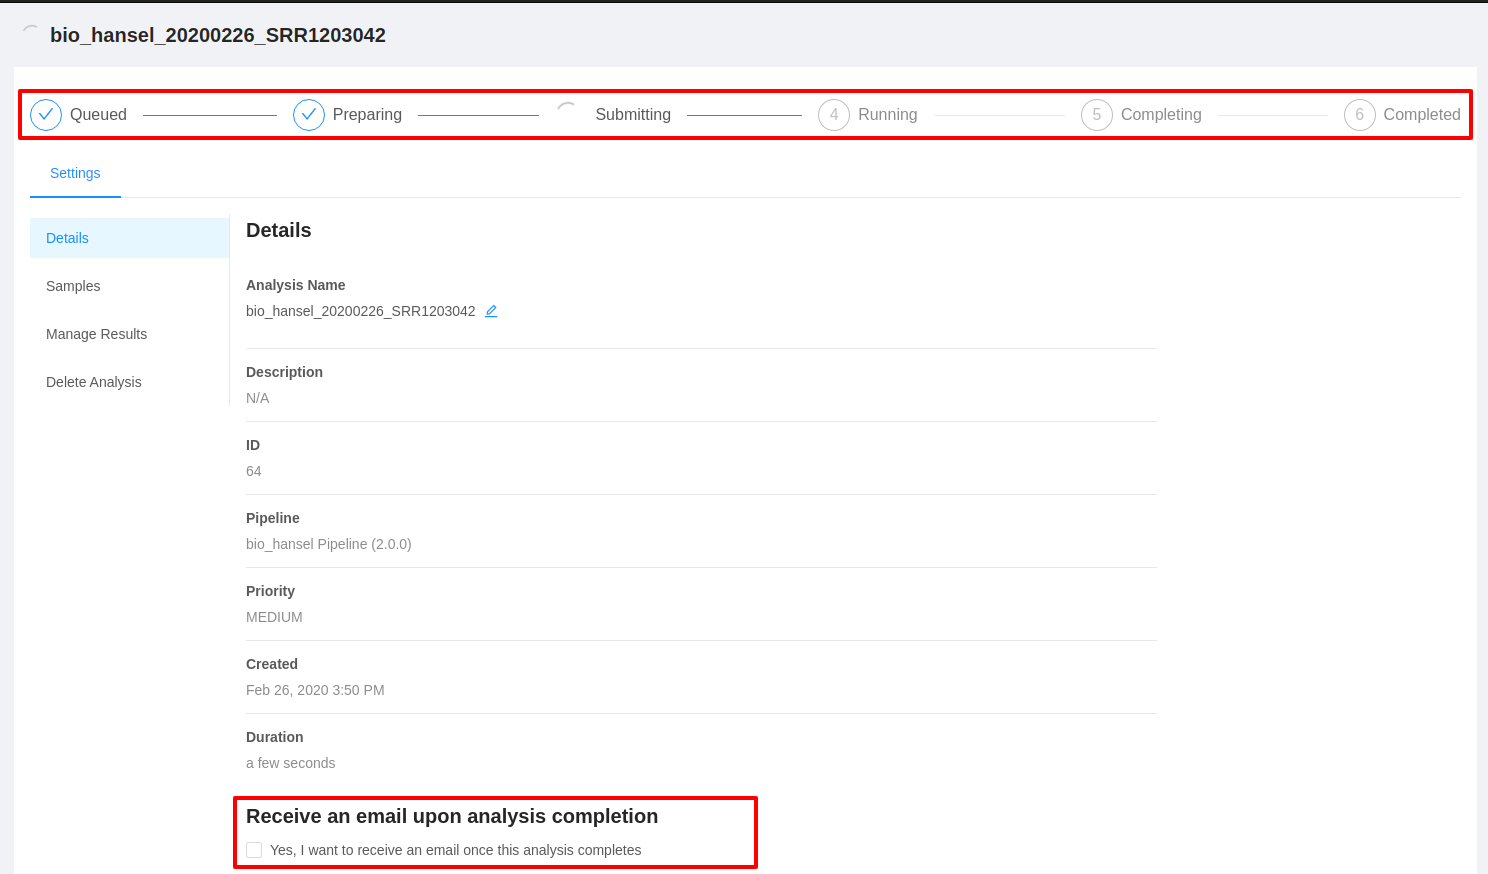 bio_hansel_20200226_SRR1203042
Queued Preparing Submitting 4 Running 5 Completing 6 Completed
Settings
Details
Samples
Manage Results
Delete Analysis
Details
Analysis Name
bio_hansel_20200226_SRR1203042
Description
N/A
ID
64
Pipeline
bio_hansel Pipeline (2.0.0)
Priority
MEDIUM
Created
Feb 26, 2020 3:50 PM
Duration
a few seconds
Receive an email upon analysis completion
Yes, I want to receive an email once this analysis completes